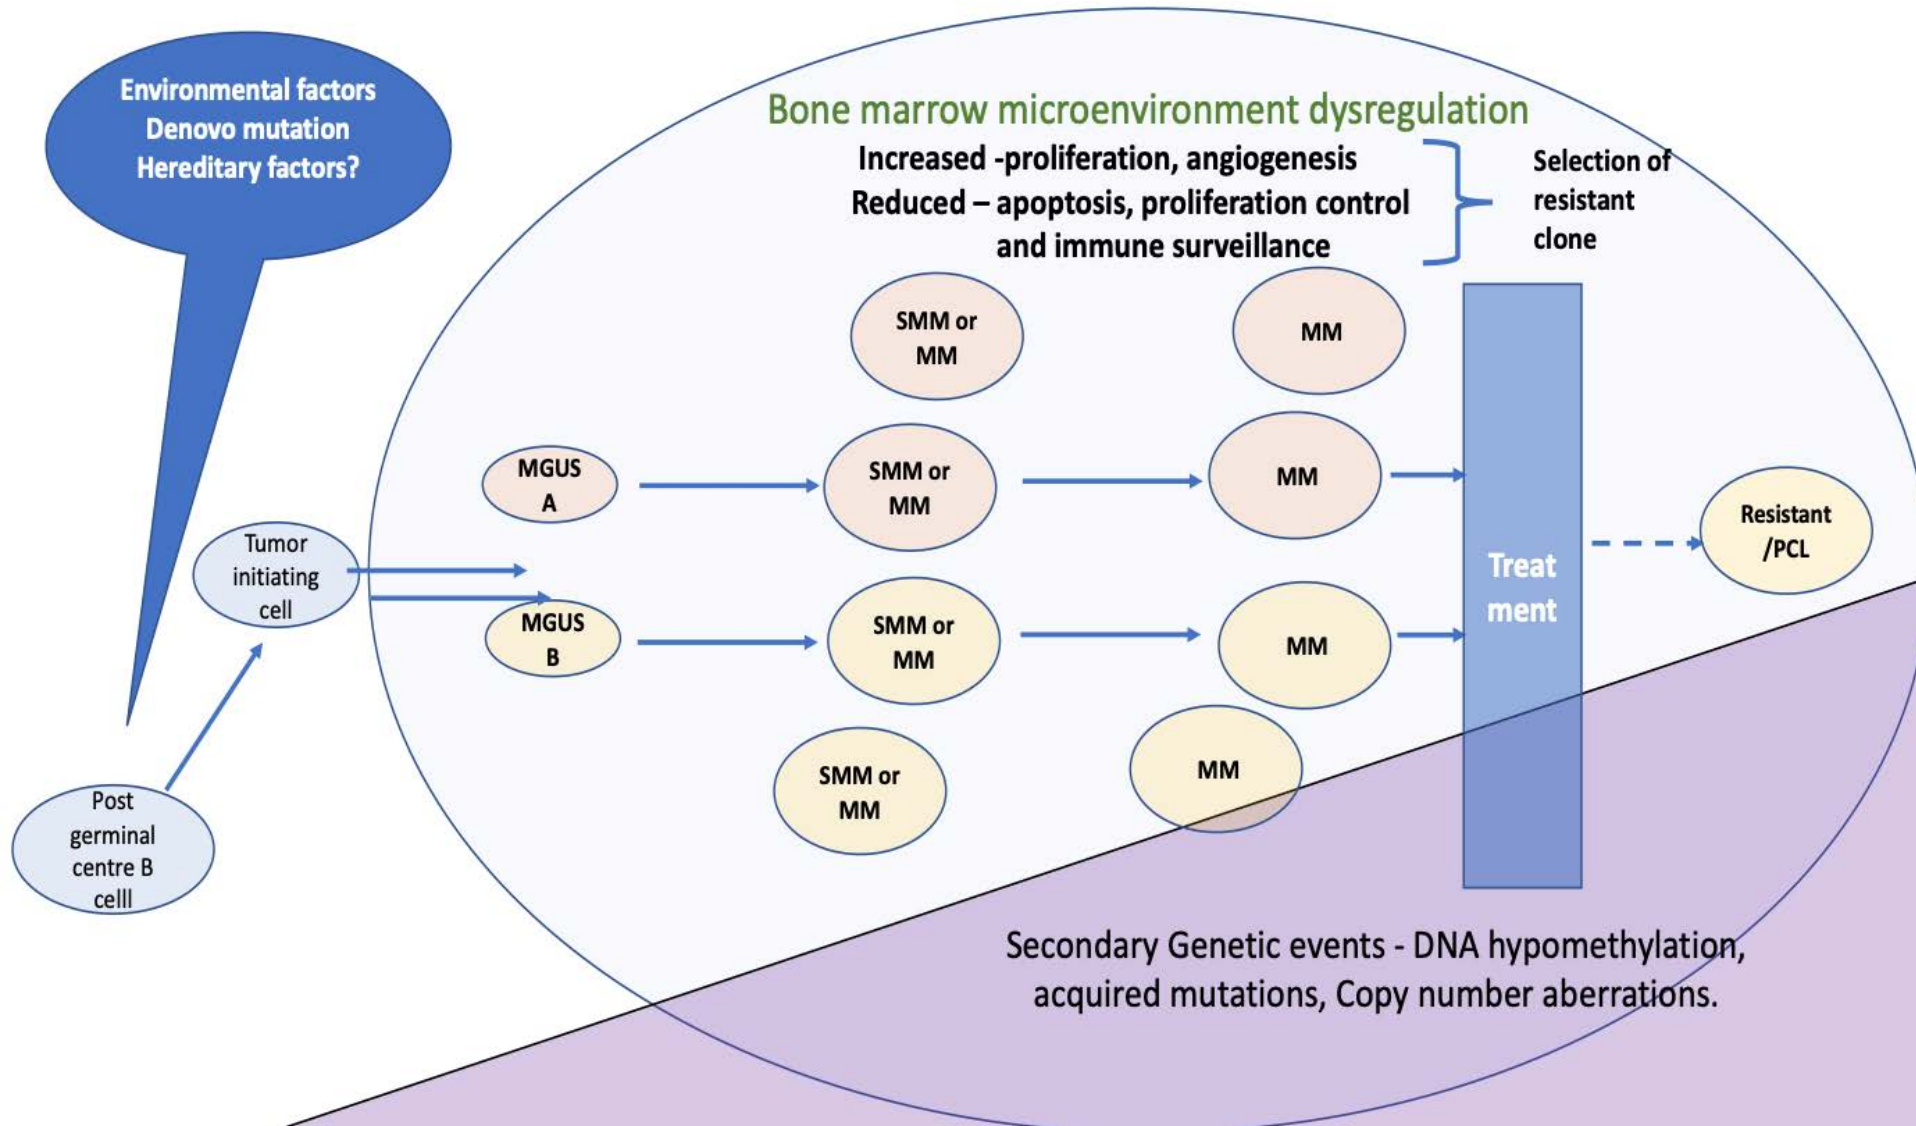 Environmental factors
Denovo mutation
Hereditary factors?
Bone marrow microenvironment dysregulation
Increased -proliferation, angiogenesis
Reduced – apoptosis, proliferation control
and immune surveillance
Selection of
resistant
clone
SMM or
MM
MM
MGUS
A
SMM or
MM
MM
Tumor
initiating
cell
MGUS
B
SMM or
MM
MM
Treat
ment
Resistant
/PCL
SMM or
MM
MM
Post
germinal
centre B
celll
Secondary Genetic events - DNA hypomethylation,
acquired mutations, Copy number aberrations.